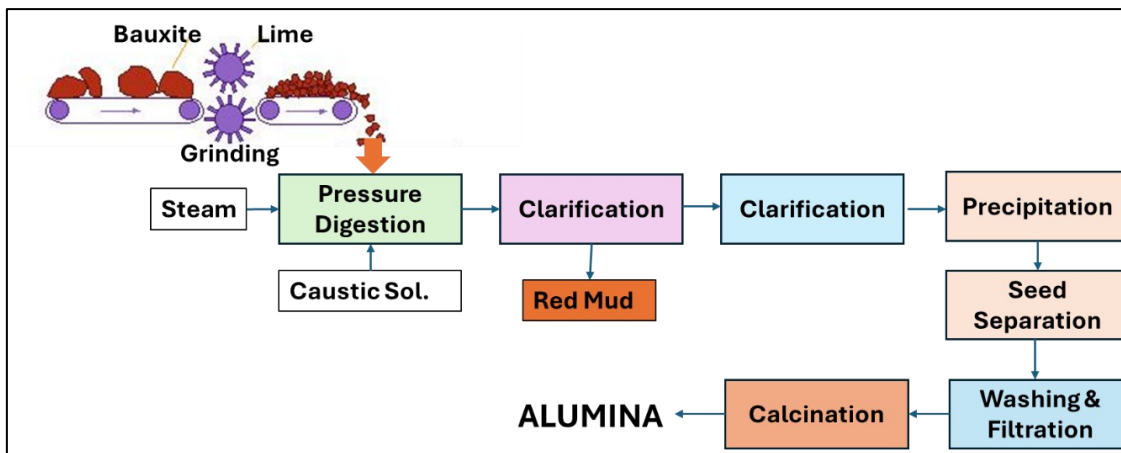 Bauxite
Lime
Grinding
Steam
Pressure
Digestion
Clarification
Clarification
Precipitation
Caustic Sol.
Red Mud
Seed
Separation
ALUMINA
Calcination
Washing &
Filtration